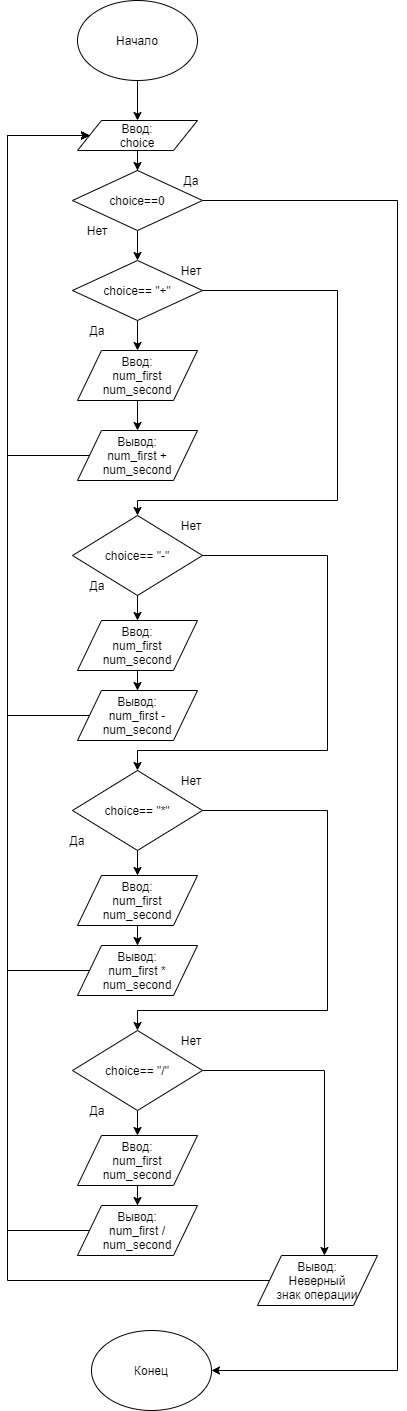 Начало
Ввод:
choice
Да
choice==0
Нет
Нет
choice== "+"
Да
Ввод:
num_first
num_second
Вывод:
num_first +
num_second
Нет
choice== "-"
Да
Ввод:
num_first
num_second
Вывод:
num_first -
num_second
Нет
choice== "*"
Да
Ввод:
num_first
num_second
Вывод:
num_first *
num_second
Нет
choice== "/"
Да
Ввод:
num_first
num_second
Вывод:
num_first /
num_second
Вывод:
Неверный
знак операции
Конец